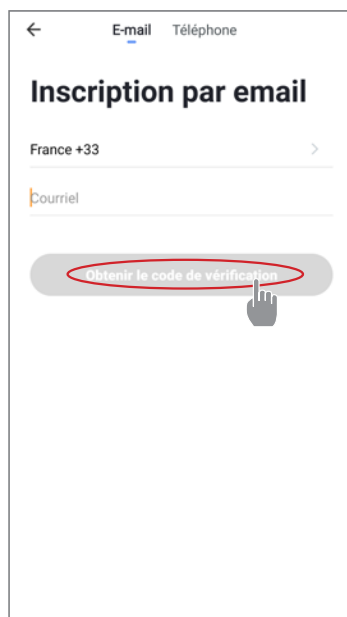 E-mail Téléphone
Inscription par email
France +33
Courriel
Obtenir le code de vérification